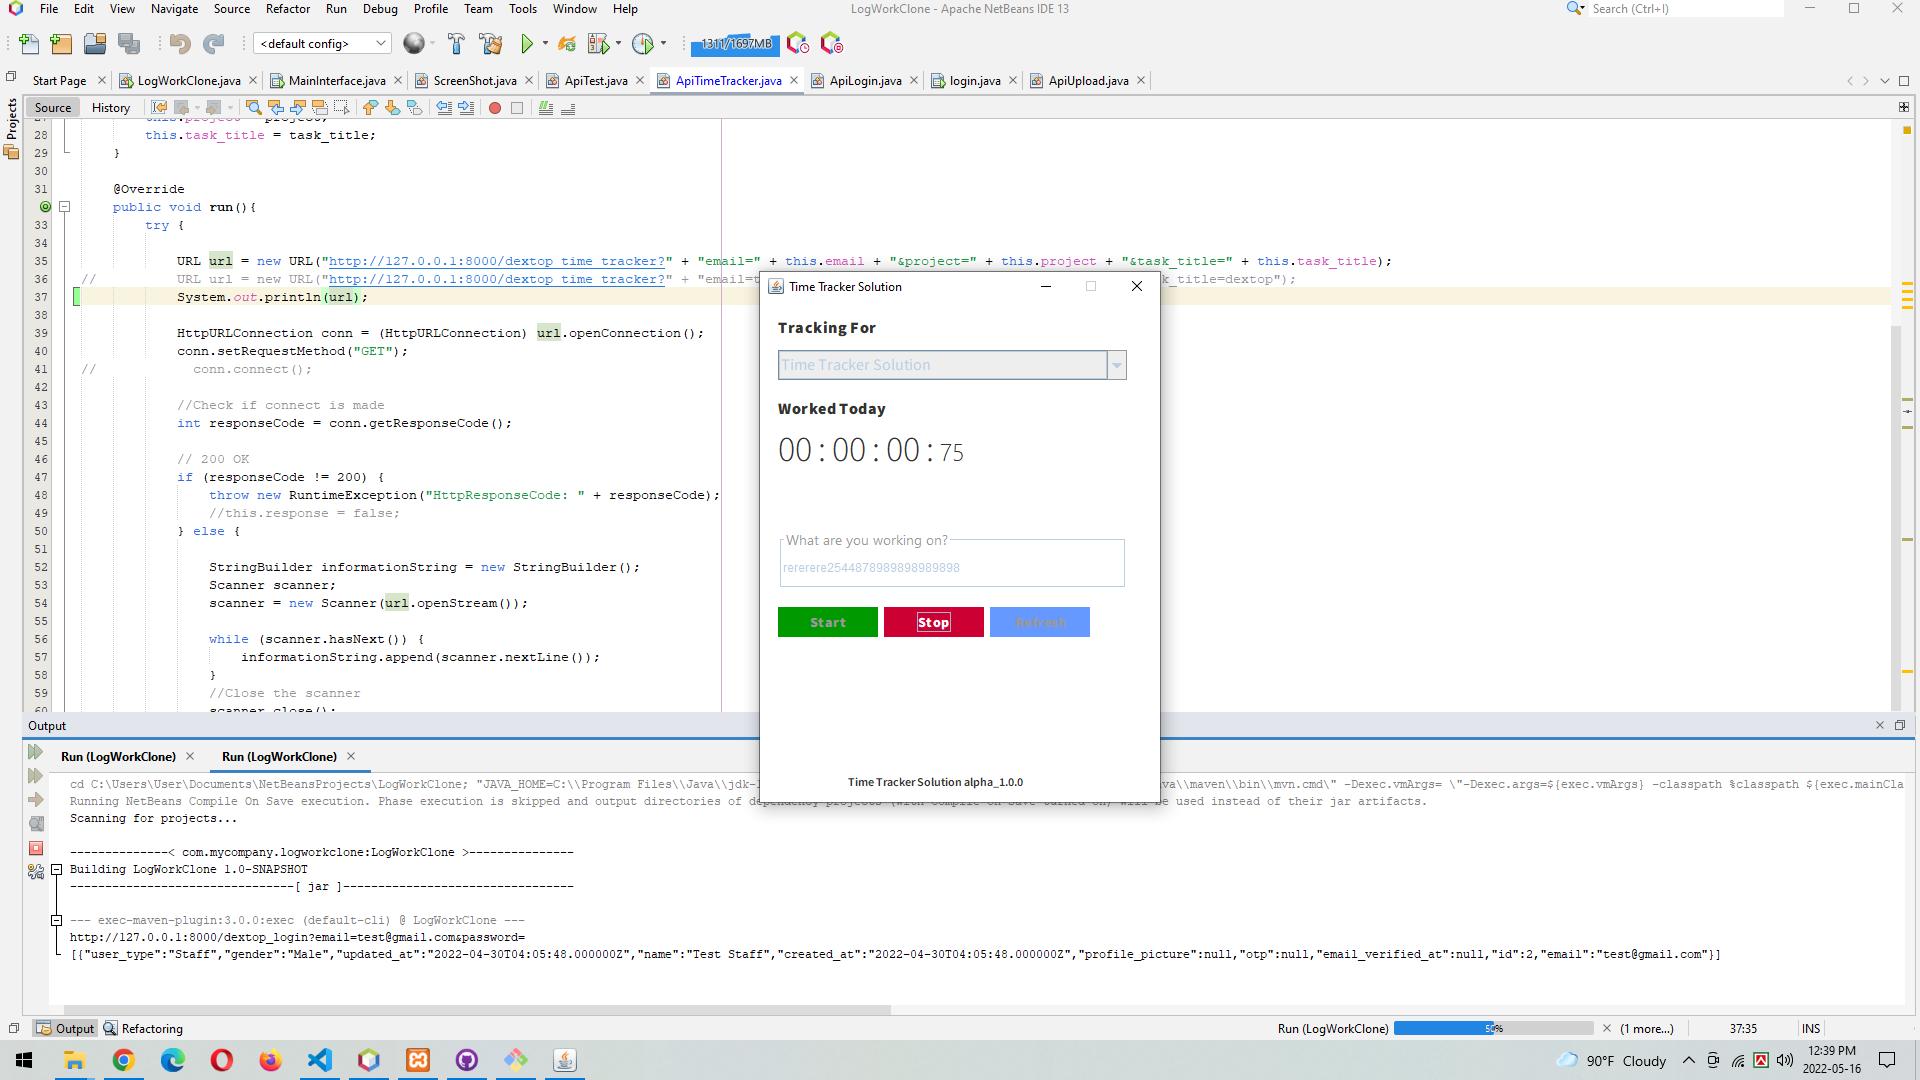 File Edit View Navigate Source Refactor Run Debug Profile Team Tools Window Help
LogWorkClone - Apache NetBeans IDE 13
Search (Ctrl+I)
<default config>
1311/1697MB
Start Page
LogWorkClone.java
MainInterface.java
ScreenShot.java
ApiTest.java
ApiTimeTracker.java
ApiLogin.java
login.java
ApiUpload.java
Source History
Projects
28 this.task_title = task_title;
29 }
30
31 @Override
public void run(){
33 try {
34
35 URL url = new URL("http://127.0.0.1:8000/dextop_time_tracker?" + "email=" + this.email + "&project=" + this.project + "&task_title=" + this.task_title);
36 // URL url = new URL("http://127.0.0.1:8000/dextop_time_tracker?" + "email=t k_title=dextop");
37 System.out.println(url);
38
39 HttpURLConnection conn = (HttpURLConnection) url.openConnection();
40 conn.setRequestMethod("GET");
41 // conn.connect();
42
43 //Check if connect is made
44 int responseCode = conn.getResponseCode();
45
46 // 200 OK
47 if (responseCode != 200) {
48 throw new RuntimeException("HttpResponseCode: " + responseCode);
49 //this.response = false;
50 } else {
51
52 StringBuilder informationString = new StringBuilder();
53 Scanner scanner;
54 scanner = new Scanner(url.openStream());
55
56 while (scanner.hasNext()) {
57 informationString.append(scanner.nextLine());
58 }
59 //Close the scanner
60 scanner.close();
Time Tracker Solution
Tracking For
Time Tracker Solution
Worked Today
00 : 00 : 00 : 75
What are you working on?
rererere2544878989898989898
Start Stop Refresh
Time Tracker Solution alpha_1.0.0
Output
Run (LogWorkClone)
Run (LogWorkClone)
cd C:\Users\User\Documents\NetBeansProjects\LogWorkClone; "JAVA_HOME=C:\\Program Files\\Java\\jdk- va\\maven\\bin\\mvn.cmd\" -Dexec.vmArgs= \"-Dexec.args=${exec.vmArgs} -classpath %classpath ${exec.mainCla
Running NetBeans Compile On Save execution. Phase execution is skipped and output directories of dependency projects (with Compile on Save turned on) will be used instead of their jar artifacts.
Scanning for projects...
--------------< com.mycompany.logworkclone:LogWorkClone >---------------
Building LogWorkClone 1.0-SNAPSHOT
--------------------------------[ jar ]---------------------------------
--- exec-maven-plugin:3.0.0:exec (default-cli) @ LogWorkClone ---
http://127.0.0.1:8000/dextop_login?email=test@gmail.com&password=
[{"user_type":"Staff","gender":"Male","updated_at":"2022-04-30T04:05:48.000000Z","name":"Test Staff","created_at":"2022-04-30T04:05:48.000000Z","profile_picture":null,"otp":null,"email_verified_at":null,"id":2,"email":"test@gmail.com"}]
Output Refactoring
Run (LogWorkClone) 50% (1 more...) 37:35 INS
90°F Cloudy
12:39 PM
2022-05-16